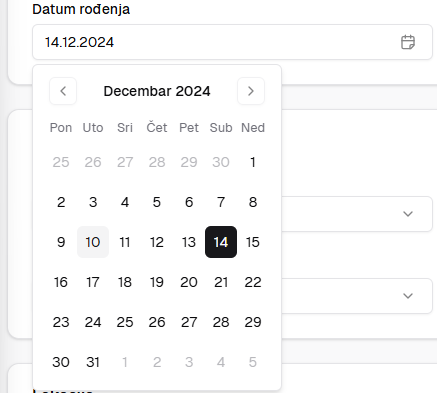 Datum rođenja
14.12.2024
Decembar 2024
Pon Uto Sri Čet Pet Sub Ned
25 26 27 28 29 30 1
2 3 4 5 6 7 8
9 10 11 12 13 14 15
16 17 18 19 20 21 22
23 24 25 26 27 28 29
30 31 1 2 3 4 5